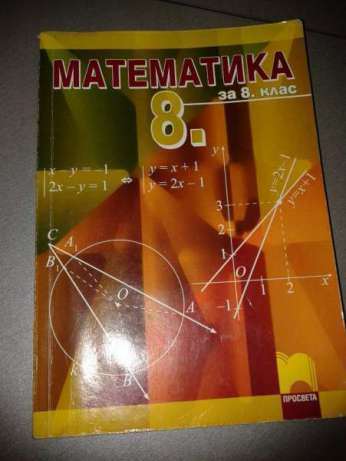 МАТЕМАТИКА
8.
за 8. клас
x − y = −1 ⇔ y = x + 1
2x − y = 1 y = 2x − 1
y
y=2x−1
y=x+1
3
2
1
O
1
2
x
−1
C
A₁
B₁
O
A
B
ПРОСВЕТА